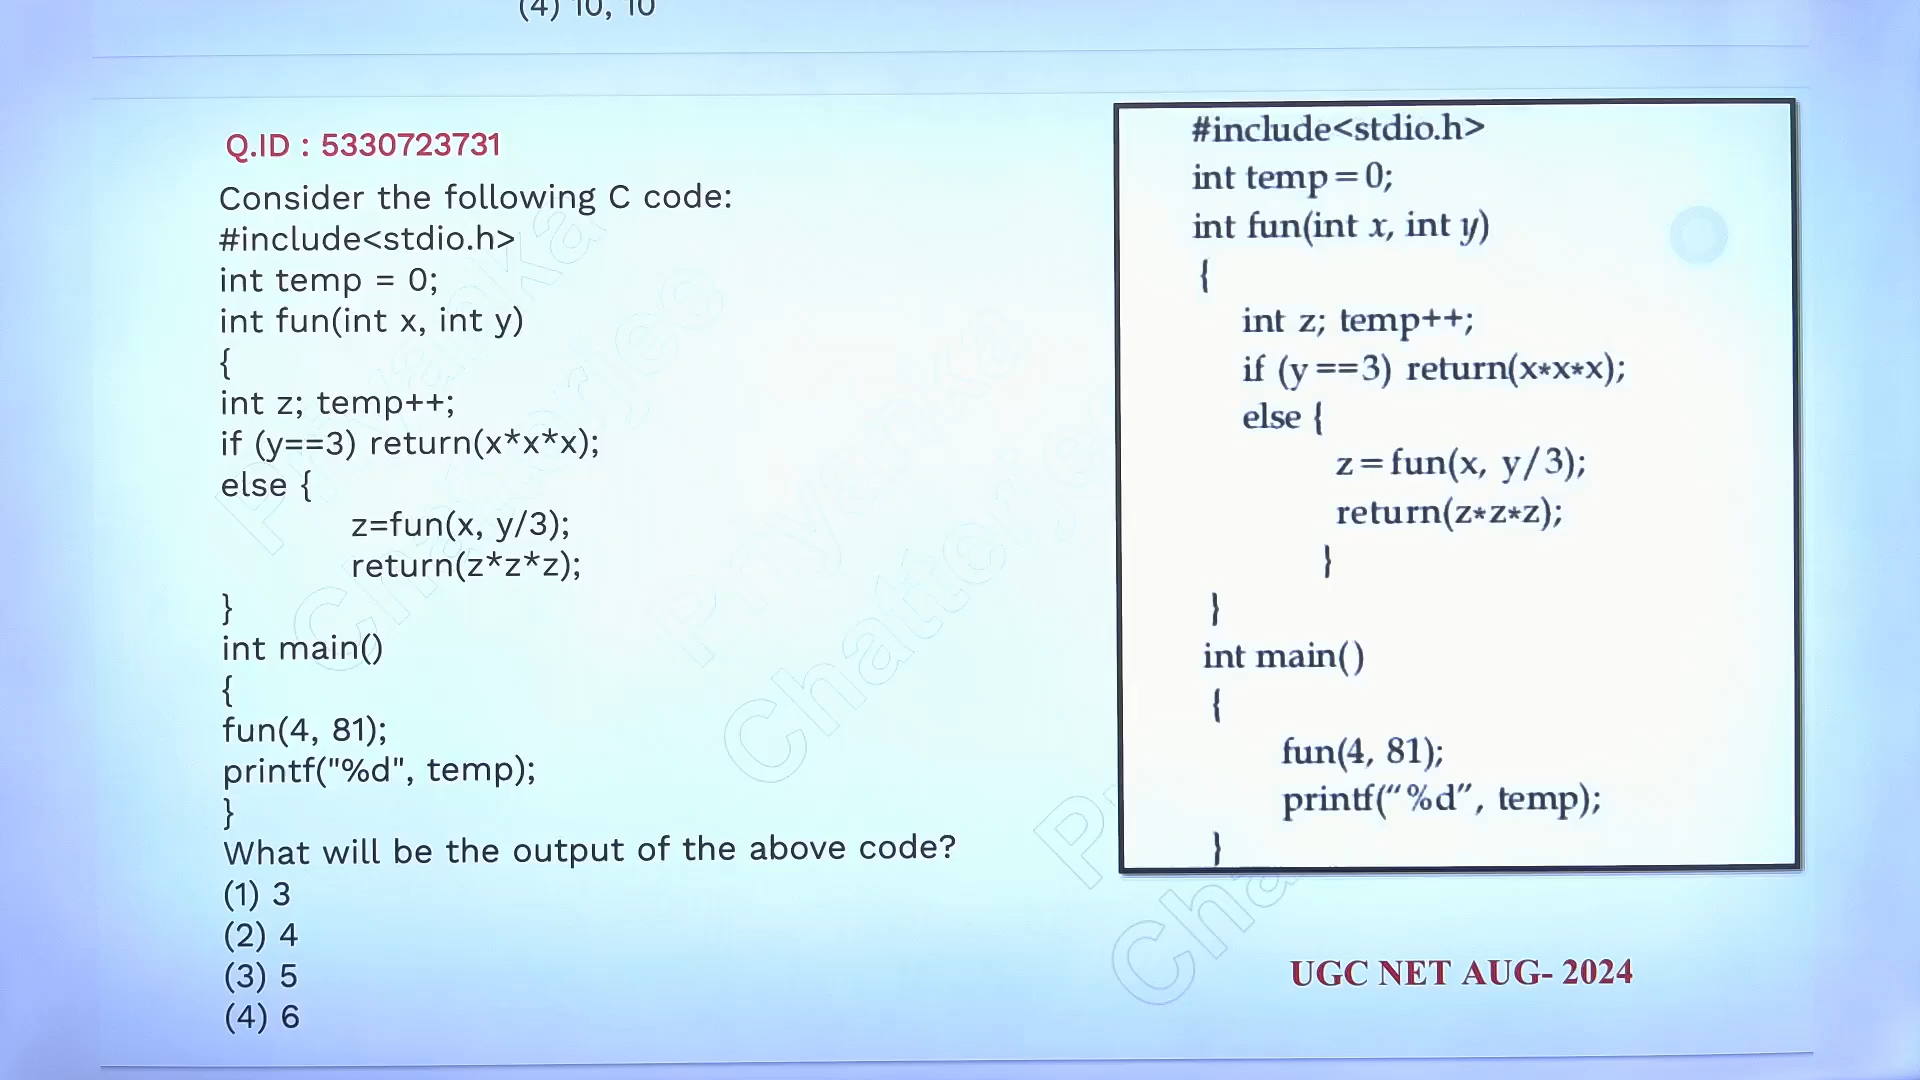 (4) 10, 10
Q.ID : 5330723731
Consider the following C code:
#include<stdio.h>
int temp = 0;
int fun(int x, int y)
{
int z; temp++;
if (y==3) return(x*x*x);
else {
z=fun(x, y/3);
return(z*z*z);
}
int main()
{
fun(4, 81);
printf("%d", temp);
}
What will be the output of the above code?
(1) 3
(2) 4
(3) 5
(4) 6
#include<stdio.h>
int temp=0;
int fun(int x, int y)
{
int z; temp++;
if (y==3) return(x*x*x);
else {
z=fun(x, y/3);
return(z*z*z);
}
}
int main()
{
fun(4, 81);
printf(“%d”, temp);
}
UGC NET AUG- 2024
Priyanka
Chatterjee
Priyanka
Chatterjee